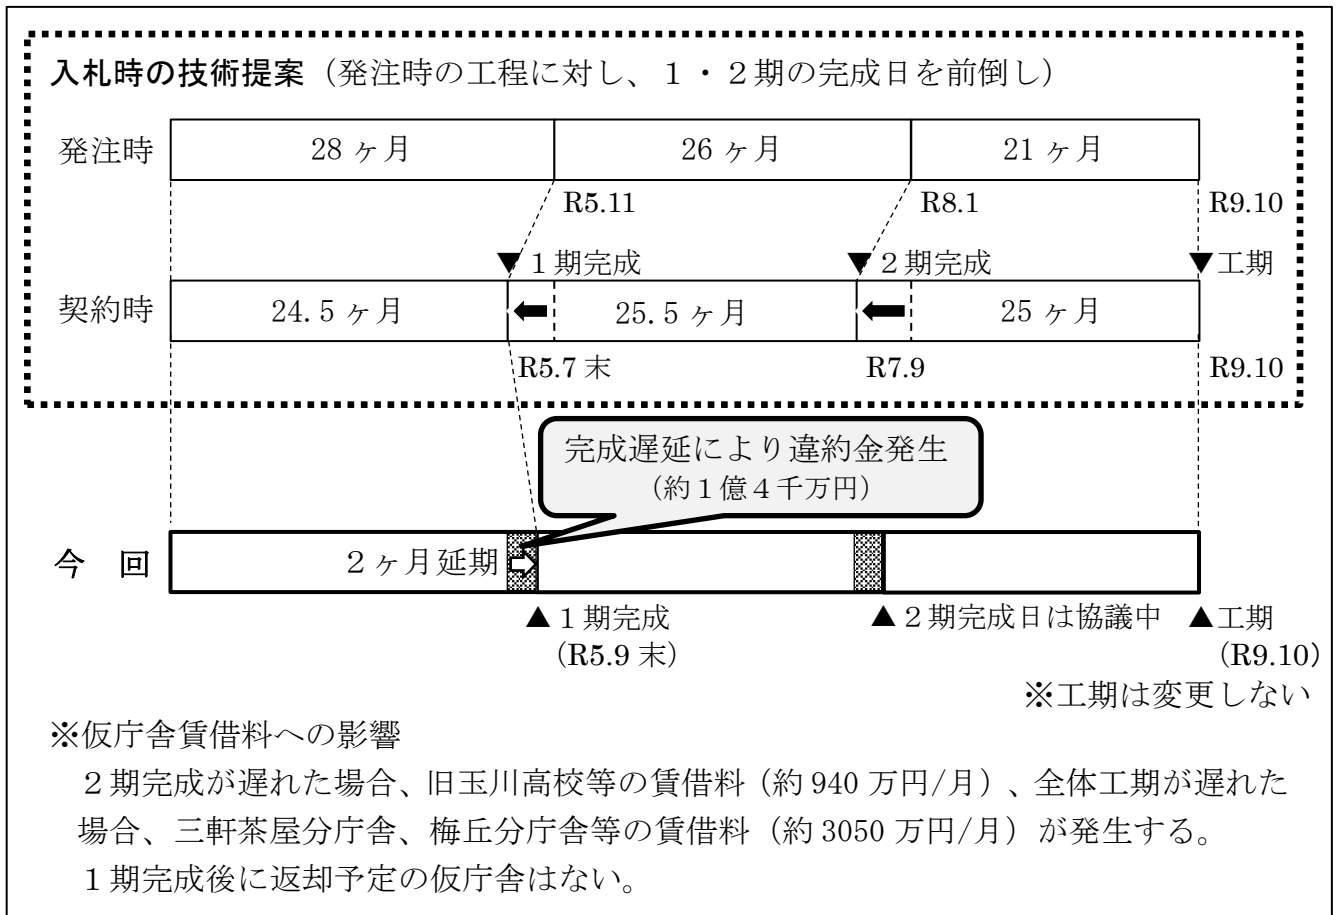 入札時の技術提案(発注時の工程に対し、1・2期の完成日を前倒し)
発注時
28ヶ月
26ヶ月
21ヶ月
R5.11
R8.1
R9.10
▼1期完成
▼2期完成
▼工期
契約時
24.5ヶ月
25.5ヶ月
25ヶ月
R5.7末
R7.9
R9.10
完成遅延により違約金発生
(約1億4千万円)
今 回
2ヶ月延期
▲1期完成
(R5.9末)
▲2期完成日は協議中
▲工期
(R9.10)
※工期は変更しない
※仮庁舎賃借料への影響
2期完成が遅れた場合、旧玉川高校等の賃借料(約940万円/月)、全体工期が遅れた
場合、三軒茶屋分庁舎、梅丘分庁舎等の賃借料(約3050万円/月)が発生する。
1期完成後に返却予定の仮庁舎はない。